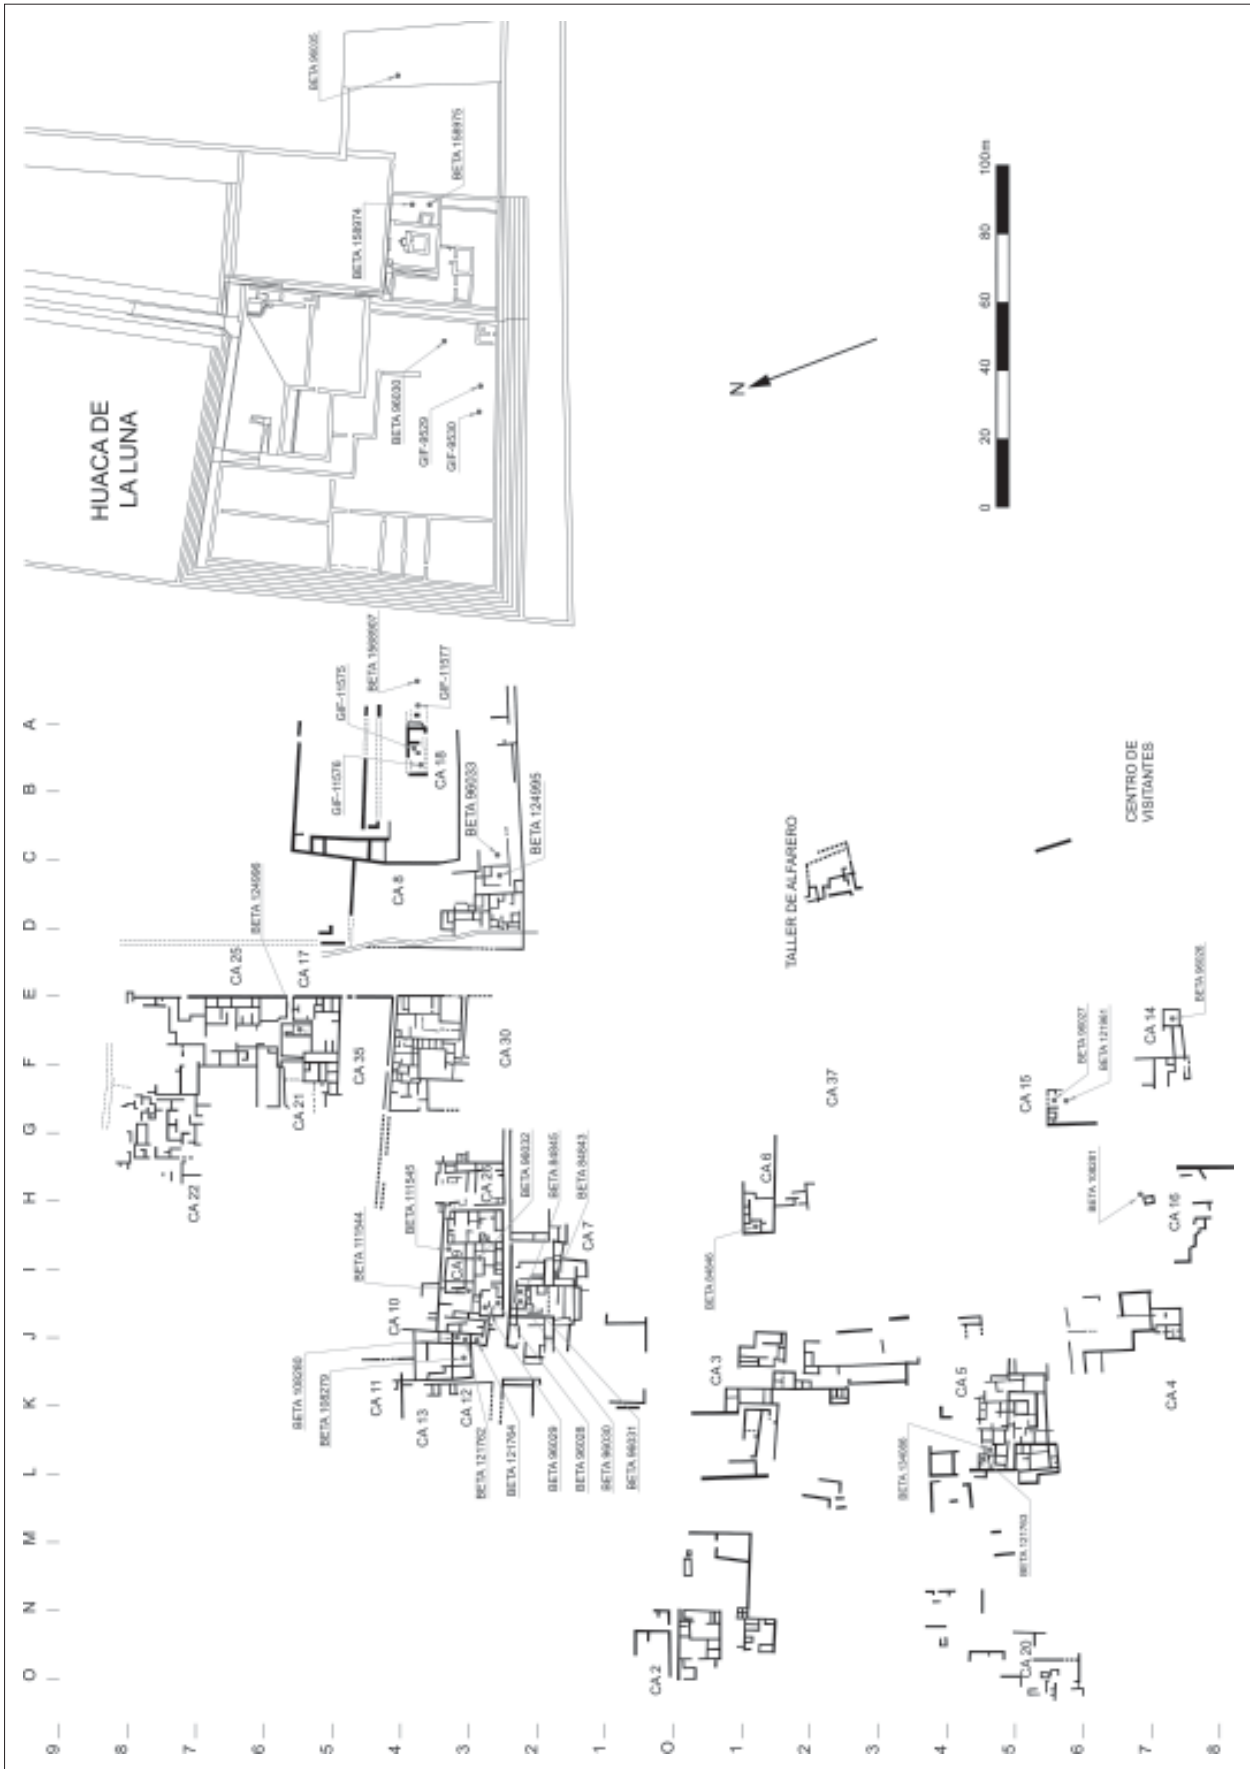 HUACA DE
LA LUNA
BETA 96035
BETA 158975
BETA 158974
BETA 96030
GIF-9529
GIF-9530
N
0
20
40
60
80
100m
A
B
C
D
E
F
G
H
I
J
K
L
M
N
O
9
8
7
6
5
4
3
2
1
O
1
2
3
4
5
6
7
8
GIF-11575
GIF-11577
GIF-11576
CA 18
BETA 96033
BETA 124995
CA 8
BETA 124996
CA 25
CA 17
CA 35
CA 30
CA 21
CA 22
TALLER DE ALFARERO
CENTRO DE
VISITANTES
CA 37
CA 15
CA 14
BETA 96027
BETA 121961
BETA 96026
BETA 108281
CA 16
CA 6
BETA 84846
BETA 111545
BETA 111544
BETA 96032
BETA 84845
BETA 84843
CA 7
CA 9
CA 10
CA 11
CA 13
CA 12
BETA 108280
BETA 108279
BETA 121762
BETA 121764
BETA 96029
BETA 96028
BETA 96030
BETA 96031
CA 3
CA 5
CA 4
BETA 121763
CA 2
CA 20